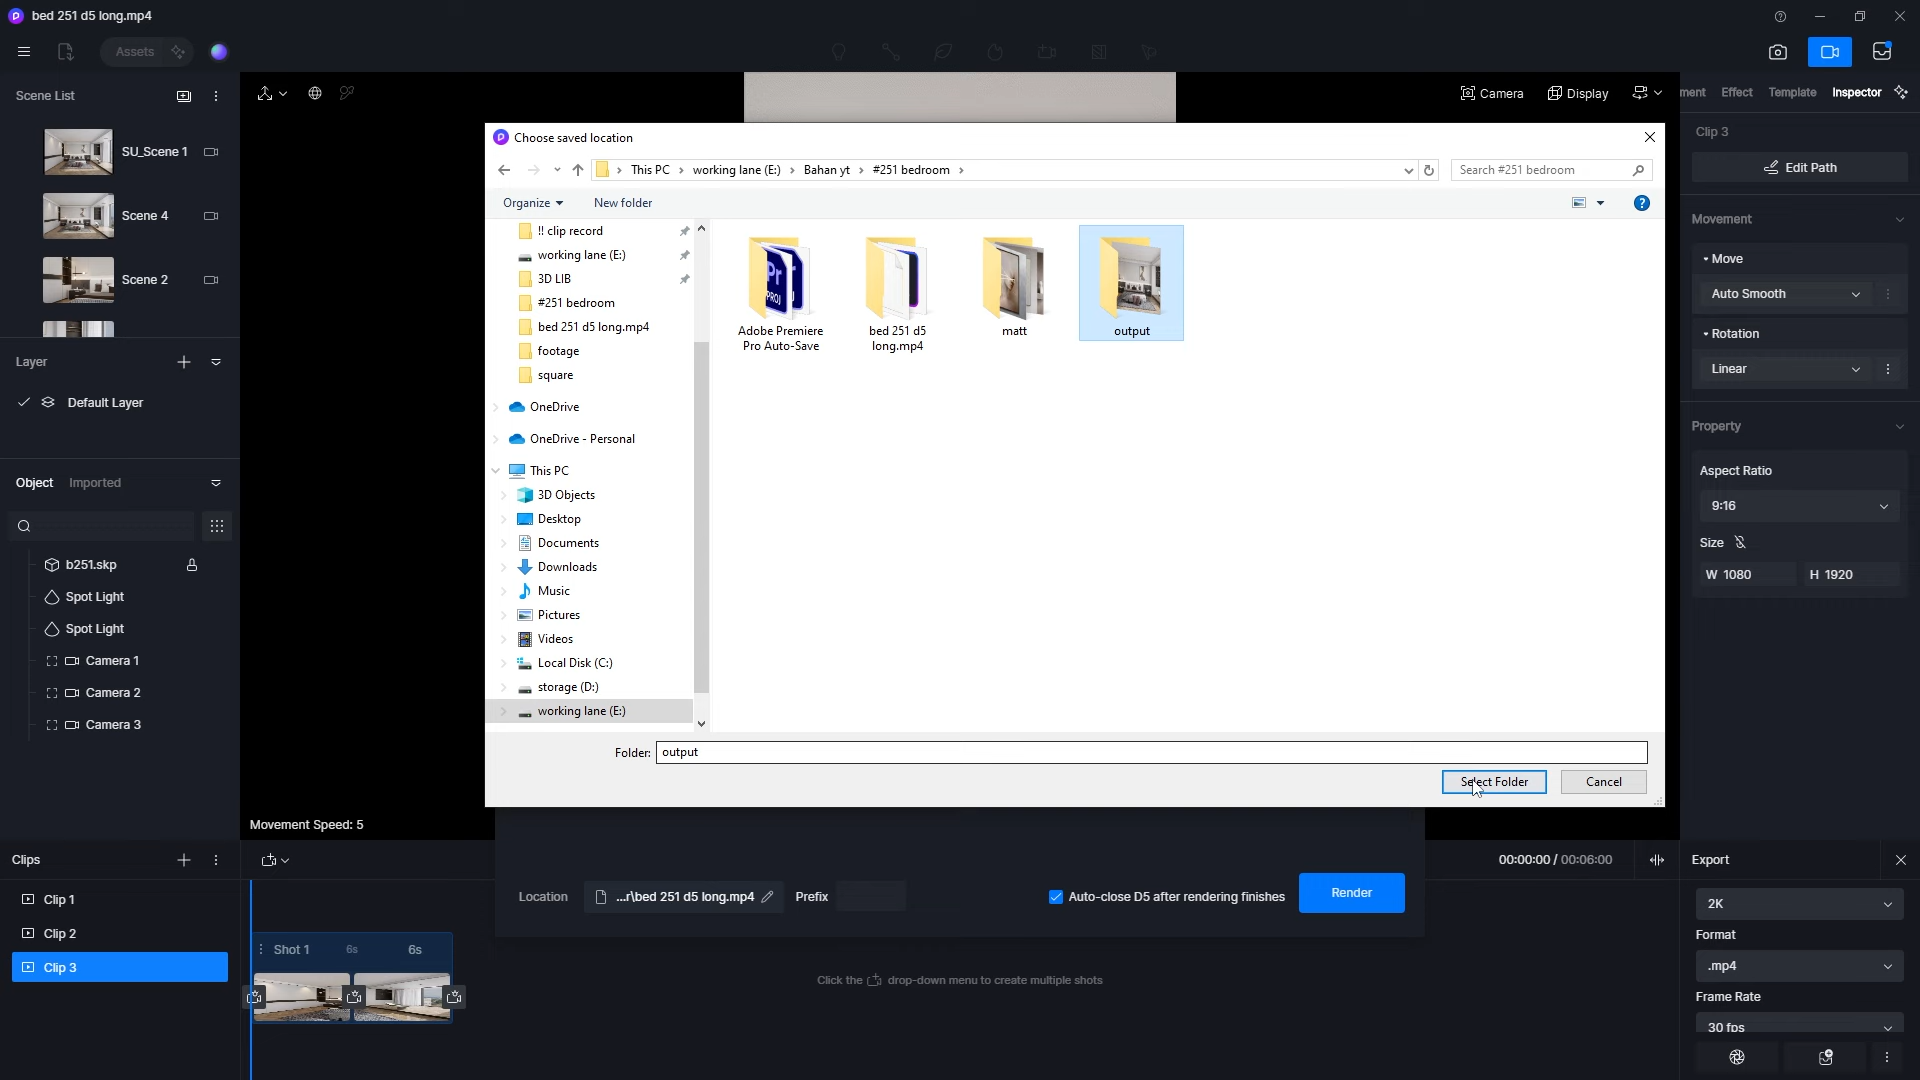 bed 251 d5 long.mp4
Assets
Scene List
SU_Scene 1
Scene 4
Scene 2
Layer
Default Layer
Object Imported
b251.skp
Spot Light
Spot Light
Camera 1
Camera 2
Camera 3
Camera
Display
Choose saved location
This PC > working lane (E:) > Bahan yt > #251 bedroom >
Search #251 bedroom
Organize
New folder
!! clip record
working lane (E:)
3D LIB
#251 bedroom
bed 251 d5 long.mp4
footage
square
OneDrive
OneDrive - Personal
This PC
3D Objects
Desktop
Documents
Downloads
Music
Pictures
Videos
Local Disk (C:)
storage (D:)
working lane (E:)
Pr
PROJ
Adobe Premiere
Pro Auto-Save
bed 251 d5
long.mp4
matt
output
Folder: output
Select Folder
Cancel
Movement Speed: 5
Location ...r\bed 251 d5 long.mp4 Prefix
Auto-close D5 after rendering finishes
Render
ment Effect Template Inspector
Clip 3
Edit Path
Movement
Move
Auto Smooth
Rotation
Linear
Property
Aspect Ratio
9:16
Size
W 1080 H 1920
Clips
Clip 1
Clip 2
Clip 3
00:00:00 / 00:06:00
Shot 1 6s 6s
Click the drop-down menu to create multiple shots
Export
2K
Format
.mp4
Frame Rate
30 fps